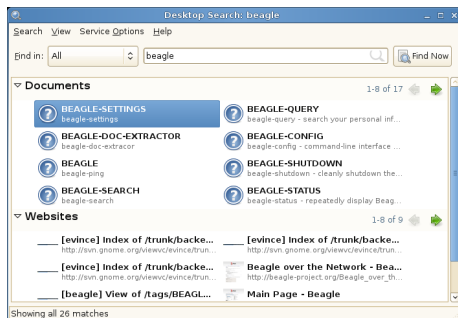 Desktop Search: beagle
Search View Service Options Help
Find in: All beagle Find Now
Documents 1-8 of 17
BEAGLE-SETTINGS
beagle-settings
BEAGLE-QUERY
beagle-query - search your personal inf...
BEAGLE-DOC-EXTRACTOR
beagle-doc-extracor
BEAGLE-CONFIG
beagle-config - command-line interface ...
BEAGLE
beagle-ping
BEAGLE-SHUTDOWN
beagle-shutdown - cleanly shutdown the...
BEAGLE-SEARCH
beagle-search
BEAGLE-STATUS
beagle-status - repeatedly display Beag...
Websites 1-8 of 9
[evince] Index of /trunk/backe...
http://svn.gnome.org/viewvc/evince/trun...
[evince] Index of /trunk/backe...
http://svn.gnome.org/viewvc/evince/trun...
[evince] Index of /trunk/backe...
http://svn.gnome.org/viewvc/evince/trun...
Beagle over the Network - Bea...
http://beagle-project.org/Beagle_over_th...
[beagle] View of /tags/BEAGL...
Main Page - Beagle
Showing all 26 matches